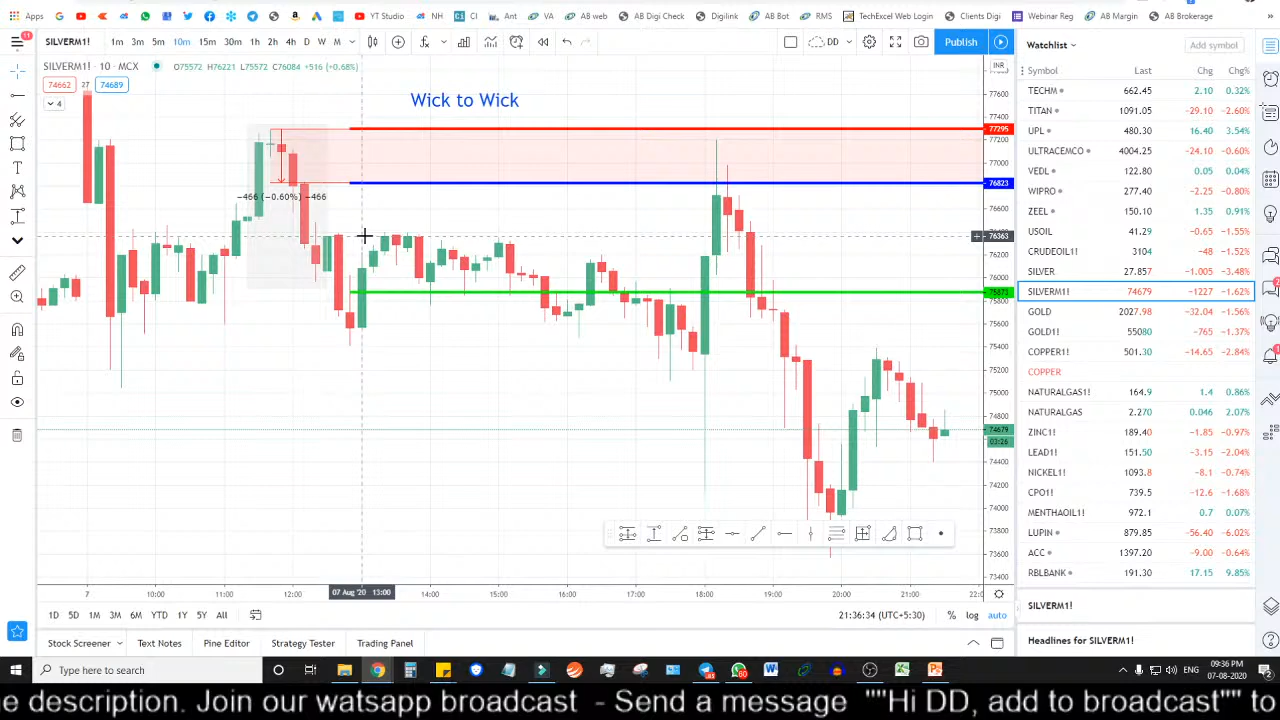 Apps YT Studio NH CI Ant VA AB web AB Digi Check Digilink AB Bot RMS TechExcel Web Login Clients Digi Webinar Reg AB Margin AB Brokerage
11 SILVERM1! 1m 3m 5m 10m 15m 30m 1h 2h 4h D W M DD Publish Watchlist Add symbol
SILVERM1! · 10 · MCX O75572 H76221 L75572 C76084 +516 (+0.68%) INR
74662 27 74689
4
Wick to Wick
-466 (-0.60%) -466
77600
77295
77200
77000
76823
76600
76363
76200
76000
75873
75800
75600
75400
75200
75000
74800
74679
03:26
74400
74200
74000
73800
73600
73400
7 10:00 11:00 12:00 07 Aug '20 13:00 14:00 15:00 16:00 17:00 18:00 19:00 20:00 21:00 22:0
1D 5D 1M 3M 6M YTD 1Y 5Y All 21:36:34 (UTC+5:30) % log auto
Stock Screener Text Notes Pine Editor Strategy Tester Trading Panel
Symbol Last Chg Chg%
TECHM 662.45 2.10 0.32%
TITAN 1091.05 -29.10 -2.60%
UPL 480.30 16.40 3.54%
ULTRACEMCO 4004.25 -24.10 -0.60%
VEDL 122.80 0.05 0.04%
WIPRO 277.40 -2.25 -0.80%
ZEEL 150.10 1.35 0.91%
USOIL 41.29 -0.65 -1.55%
CRUDEOIL1! 3104 -48 -1.52%
SILVER 27.857 -1.005 -3.48%
SILVERM1! 74679 -1227 -1.62%
GOLD 2027.98 -32.04 -1.56%
GOLD1! 55080 -765 -1.37%
COPPER1! 501.30 -14.65 -2.84%
COPPER
NATURALGAS1! 164.9 1.4 0.86%
NATURALGAS 2.270 0.046 2.07%
ZINC1! 189.40 -1.85 -0.97%
LEAD1! 151.60 -3.15 -2.04%
NICKEL1! 1093.8 -8.1 -0.74%
CPO1! 739.5 -12.6 -1.68%
MENTHAOIL1! 972.1 0.7 0.07%
LUPIN 879.85 -56.40 -6.02%
ACC 1397.20 -9.00 -0.64%
RBLBANK 191.30 17.15 9.85%
SILVERM1!
Headlines for SILVERM1!
Type here to search ENG 09:36 PM
07-08-2020
e description. Join our watsapp broadcast - Send a message ""Hi DD, add to broadcast"" to